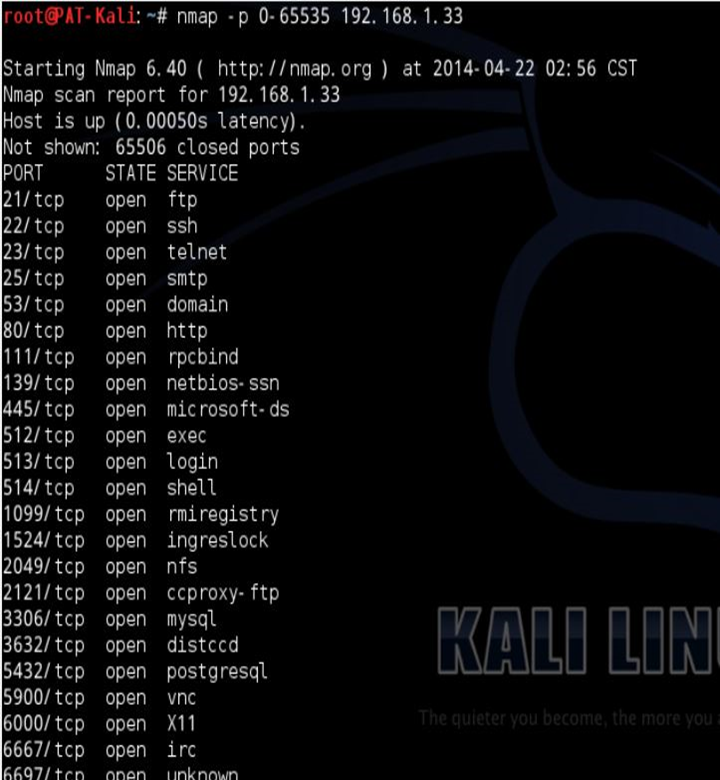 root@PAT-Kali:~# nmap -p 0-65535 192.168.1.33
Starting Nmap 6.40 ( http://nmap.org ) at 2014-04-22 02:56 CST
Nmap scan report for 192.168.1.33
Host is up (0.00050s latency).
Not shown: 65506 closed ports
PORT STATE SERVICE
21/tcp open ftp
22/tcp open ssh
23/tcp open telnet
25/tcp open smtp
53/tcp open domain
80/tcp open http
111/tcp open rpcbind
139/tcp open netbios-ssn
445/tcp open microsoft-ds
512/tcp open exec
513/tcp open login
514/tcp open shell
1099/tcp open rmiregistry
1524/tcp open ingreslock
2049/tcp open nfs
2121/tcp open ccproxy-ftp
3306/tcp open mysql
3632/tcp open distccd
5432/tcp open postgresql
5900/tcp open vnc
6000/tcp open X11
6667/tcp open irc
6697/tcp open unknown
KALI LIN
The quieter you become, the more you